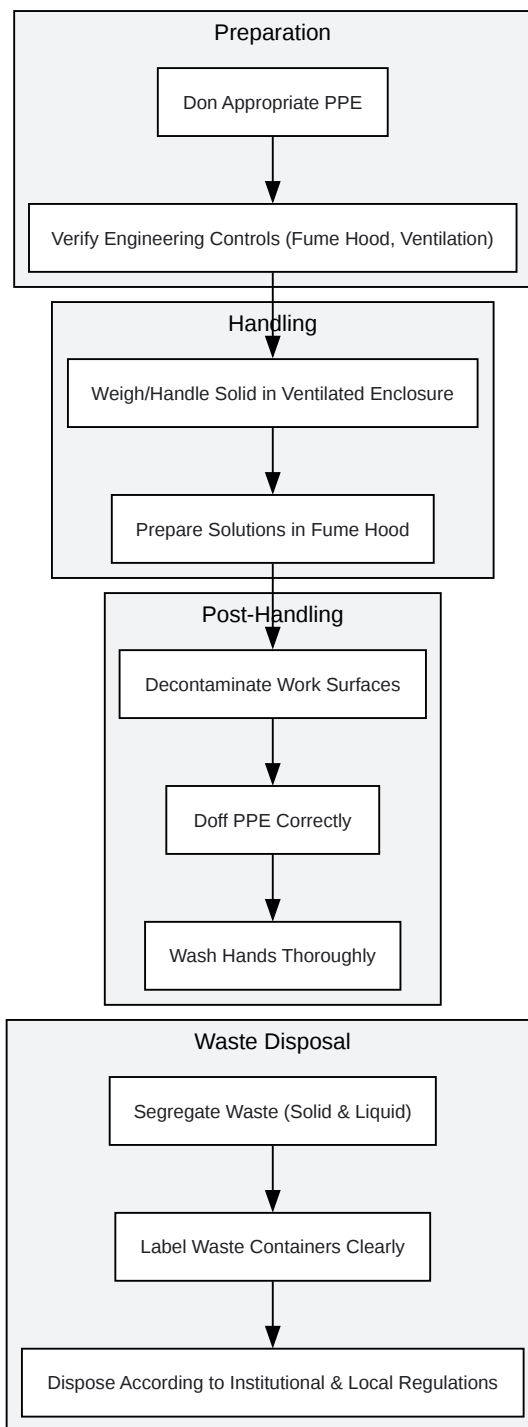 Preparation
Don Appropriate PPE
Verify Engineering Controls (Fume Hood, Ventilation)
Handling
Weigh/Handle Solid in Ventilated Enclosure
Prepare Solutions in Fume Hood
Post-Handling
Decontaminate Work Surfaces
Doff PPE Correctly
Wash Hands Thoroughly
Waste Disposal
Segregate Waste (Solid & Liquid)
Label Waste Containers Clearly
Dispose According to Institutional & Local Regulations